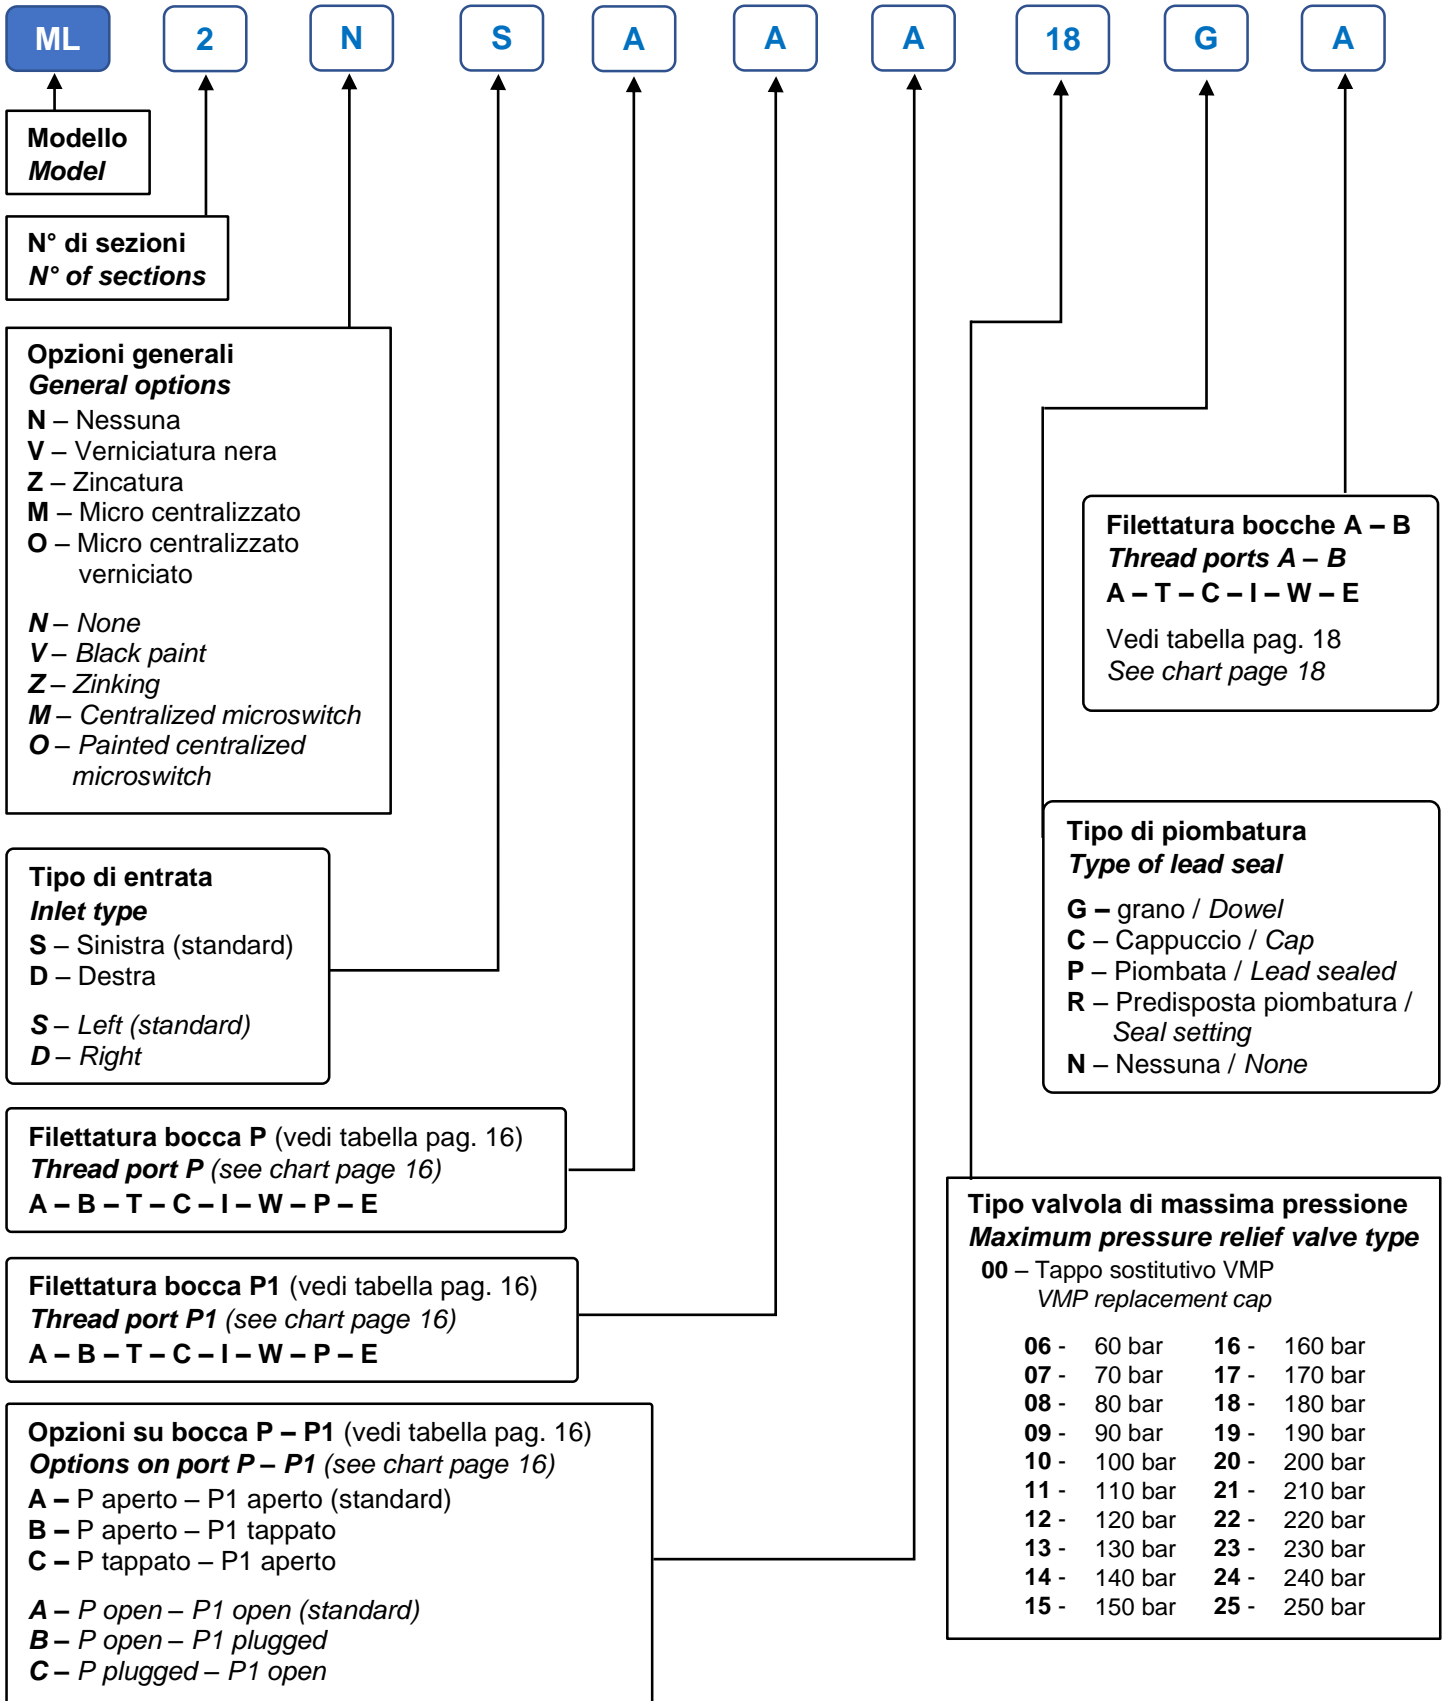 ML 2 N S A A A 18 G A
Modello
Model
N° di sezioni
N° of sections
Opzioni generali
General options
N – Nessuna
V – Verniciatura nera
Z – Zincatura
M – Micro centralizzato
O – Micro centralizzato
verniciato
N – None
V – Black paint
Z – Zinking
M – Centralized microswitch
O – Painted centralized
microswitch
Tipo di entrata
Inlet type
S – Sinistra (standard)
D – Destra
S – Left (standard)
D – Right
Filettatura bocca P (vedi tabella pag. 16)
Thread port P (see chart page 16)
A – B – T – C – I – W – P – E
Filettatura bocca P1 (vedi tabella pag. 16)
Thread port P1 (see chart page 16)
A – B – T – C – I – W – P – E
Opzioni su bocca P – P1 (vedi tabella pag. 16)
Options on port P – P1 (see chart page 16)
A – P aperto – P1 aperto (standard)
B – P aperto – P1 tappato
C – P tappato – P1 aperto
A – P open – P1 open (standard)
B – P open – P1 plugged
C – P plugged – P1 open
Filettatura bocche A – B
Thread ports A – B
A – T – C – I – W – E
Vedi tabella pag. 18
See chart page 18
Tipo di piombatura
Type of lead seal
G – grano / Dowel
C – Cappuccio / Cap
P – Piombata / Lead sealed
R – Predisposta piombatura /
Seal setting
N – Nessuna / None
Tipo valvola di massima pressione
Maximum pressure relief valve type
00 – Tappo sostitutivo VMP
VMP replacement cap
06 - 60 bar 16 - 160 bar
07 - 70 bar 17 - 170 bar
08 - 80 bar 18 - 180 bar
09 - 90 bar 19 - 190 bar
10 - 100 bar 20 - 200 bar
11 - 110 bar 21 - 210 bar
12 - 120 bar 22 - 220 bar
13 - 130 bar 23 - 230 bar
14 - 140 bar 24 - 240 bar
15 - 150 bar 25 - 250 bar